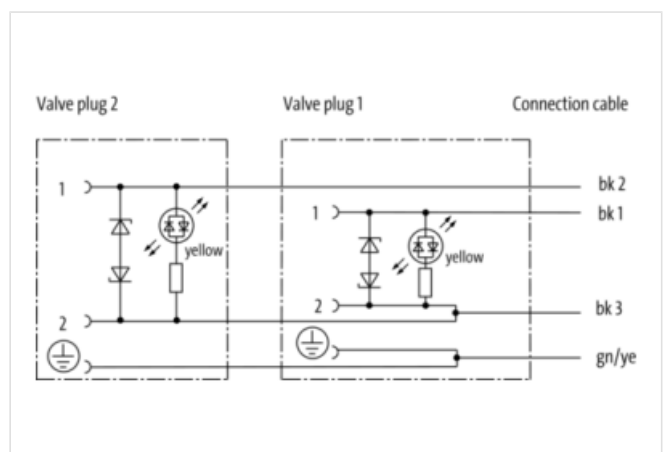 Valve plug 2
Valve plug 1
Connection cable
1
bk 2
1
bk 1
yellow
yellow
2
bk 3
2
gn/ye